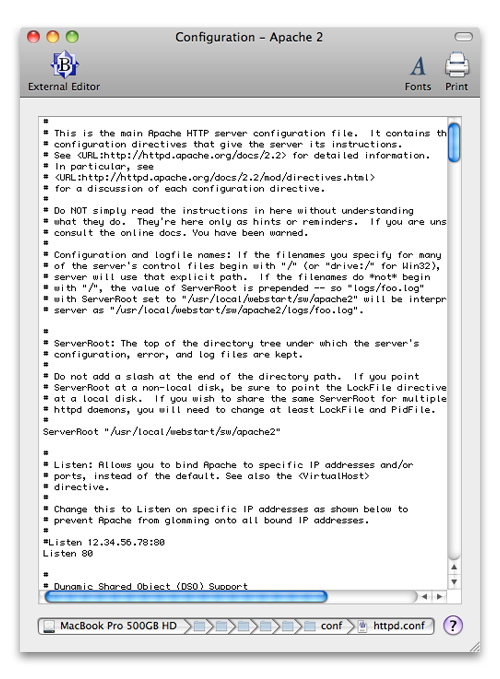 Configuration – Apache 2
External Editor
Fonts
Print
#
# This is the main Apache HTTP server configuration file.  It contains th
# configuration directives that give the server its instructions.
# See <URL:http://httpd.apache.org/docs/2.2> for detailed information.
# In particular, see
# <URL:http://httpd.apache.org/docs/2.2/mod/directives.html>
# for a discussion of each configuration directive.
#
# Do NOT simply read the instructions in here without understanding
# what they do.  They're here only as hints or reminders.  If you are uns
# consult the online docs. You have been warned.
#
# Configuration and logfile names: If the filenames you specify for many
# of the server's control files begin with "/" (or "drive:/" for Win32),
# server will use that explicit path.  If the filenames do *not* begin
# with "/", the value of ServerRoot is prepended -- so "logs/foo.log"
# with ServerRoot set to "/usr/local/webstart/sw/apache2" will be interpr
# server as "/usr/local/webstart/sw/apache2/logs/foo.log".
#
# ServerRoot: The top of the directory tree under which the server's
# configuration, error, and log files are kept.
#
# Do not add a slash at the end of the directory path.  If you point
# ServerRoot at a non-local disk, be sure to point the LockFile directive
# at a local disk.  If you wish to share the same ServerRoot for multiple
# httpd daemons, you will need to change at least LockFile and PidFile.
#
ServerRoot "/usr/local/webstart/sw/apache2"
#
# Listen: Allows you to bind Apache to specific IP addresses and/or
# ports, instead of the default. See also the <VirtualHost>
# directive.
#
# Change this to Listen on specific IP addresses as shown below to
# prevent Apache from glomming onto all bound IP addresses.
#
#Listen 12.34.56.78:80
Listen 80
#
# Dynamic Shared Object (DSO) Support
MacBook Pro 500GB HD
conf
httpd.conf
?